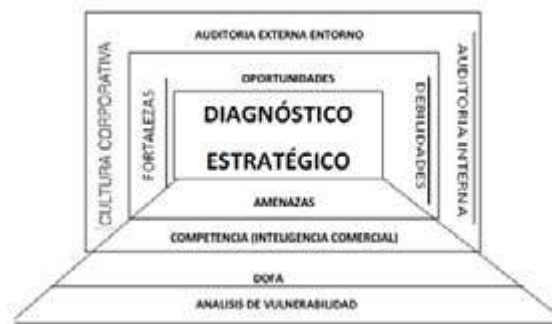 AUDITORIA EXTERNA ENTORNO
OPORTUNIDADES
CULTURA CORPORATIVA
FORTALEZAS
DIAGNÓSTICO
ESTRATÉGICO
DEBILIDADES
AUDITORIA INTERNA
AMENAZAS
COMPETENCIA (INTELIGENCIA COMERCIAL)
DOFA
ANALISIS DE VULNERABILIDAD